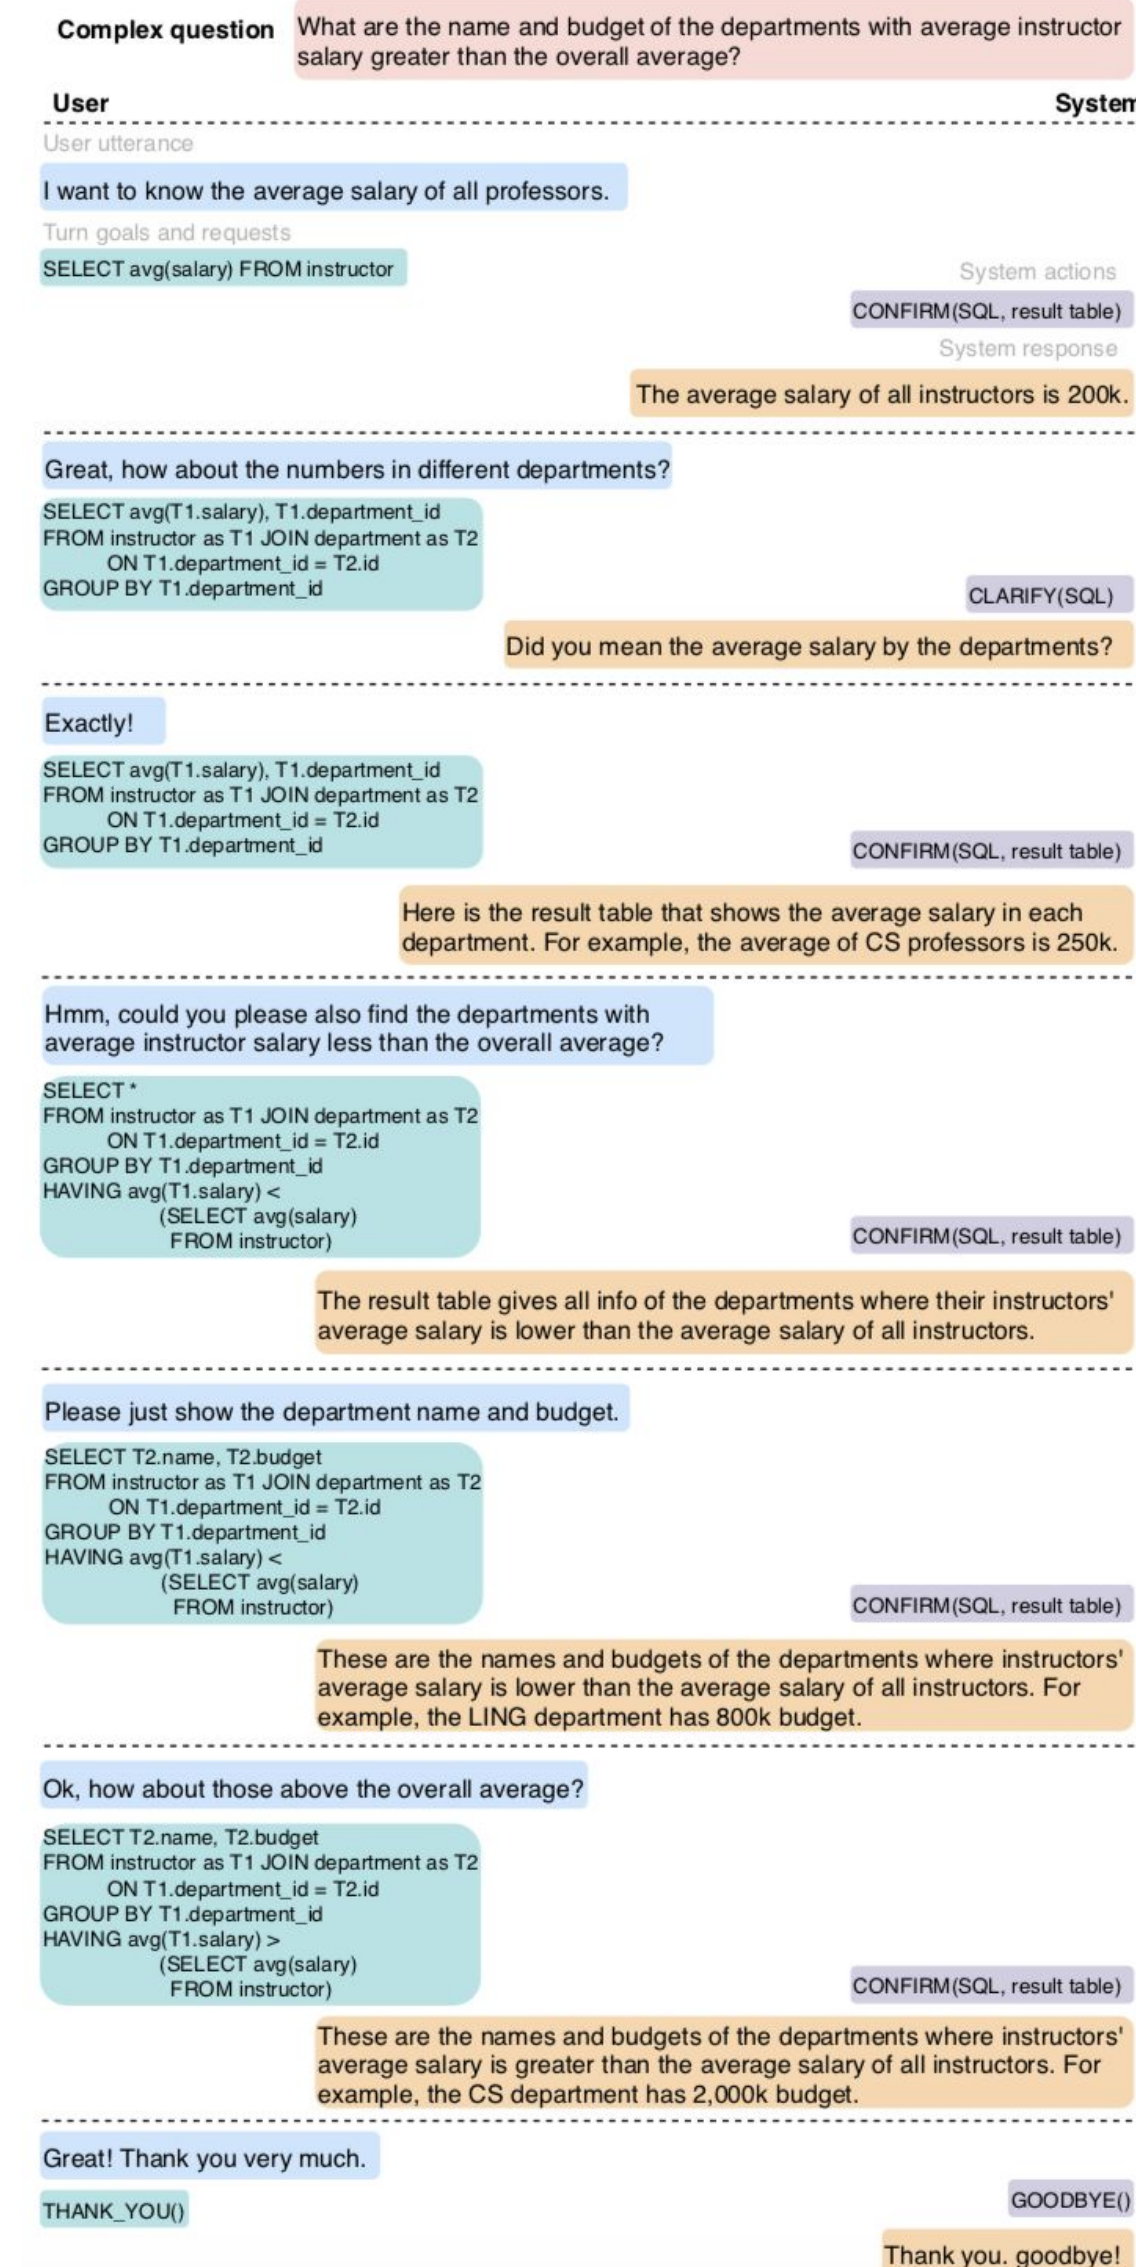 Complex question
What are the name and budget of the departments with average instructor
salary greater than the overall average?
User
System
User utterance
I want to know the average salary of all professors.
Turn goals and requests
SELECT avg(salary) FROM instructor
System actions
CONFIRM(SQL, result table)
System response
The average salary of all instructors is 200k.
Great, how about the numbers in different departments?
SELECT avg(T1.salary), T1.department_id
FROM instructor as T1 JOIN department as T2
ON T1.department_id = T2.id
GROUP BY T1.department_id
CLARIFY(SQL)
Did you mean the average salary by the departments?
Exactly!
SELECT avg(T1.salary), T1.department_id
FROM instructor as T1 JOIN department as T2
ON T1.department_id = T2.id
GROUP BY T1.department_id
CONFIRM(SQL, result table)
Here is the result table that shows the average salary in each
department. For example, the average of CS professors is 250k.
Hmm, could you please also find the departments with
average instructor salary less than the overall average?
SELECT *
FROM instructor as T1 JOIN department as T2
ON T1.department_id = T2.id
GROUP BY T1.department_id
HAVING avg(T1.salary) <
(SELECT avg(salary)
FROM instructor)
CONFIRM(SQL, result table)
The result table gives all info of the departments where their instructors'
average salary is lower than the average salary of all instructors.
Please just show the department name and budget.
SELECT T2.name, T2.budget
FROM instructor as T1 JOIN department as T2
ON T1.department_id = T2.id
GROUP BY T1.department_id
HAVING avg(T1.salary) <
(SELECT avg(salary)
FROM instructor)
CONFIRM(SQL, result table)
These are the names and budgets of the departments where instructors'
average salary is lower than the average salary of all instructors. For
example, the LING department has 800k budget.
Ok, how about those above the overall average?
SELECT T2.name, T2.budget
FROM instructor as T1 JOIN department as T2
ON T1.department_id = T2.id
GROUP BY T1.department_id
HAVING avg(T1.salary) >
(SELECT avg(salary)
FROM instructor)
CONFIRM(SQL, result table)
These are the names and budgets of the departments where instructors'
average salary is greater than the average salary of all instructors. For
example, the CS department has 2,000k budget.
Great! Thank you very much.
THANK_YOU()
GOODBYE()
Thank you. goodbye!